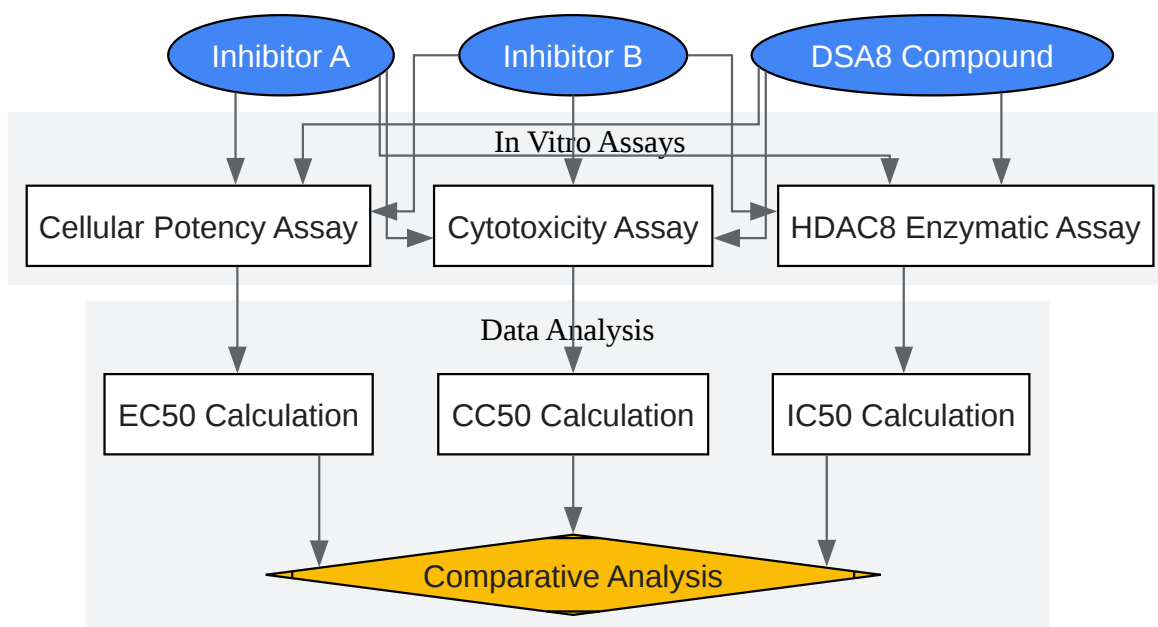 Inhibitor A
Inhibitor B
DSA8 Compound
In Vitro Assays
Cellular Potency Assay
Cytotoxicity Assay
HDAC8 Enzymatic Assay
Data Analysis
EC50 Calculation
CC50 Calculation
IC50 Calculation
Comparative Analysis